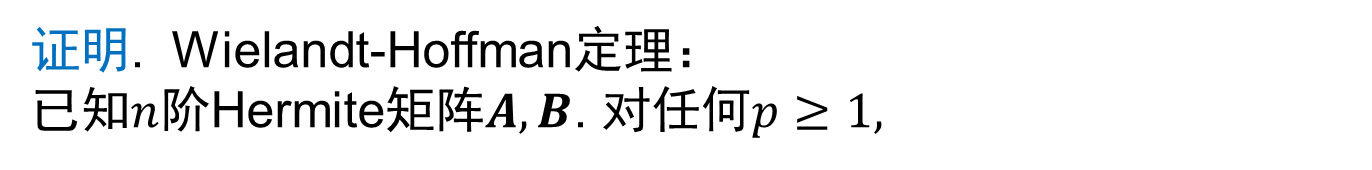 证明. Wielandt-Hoffman定理：
已知n阶Hermite矩阵A, B. 对任何p ≥ 1,